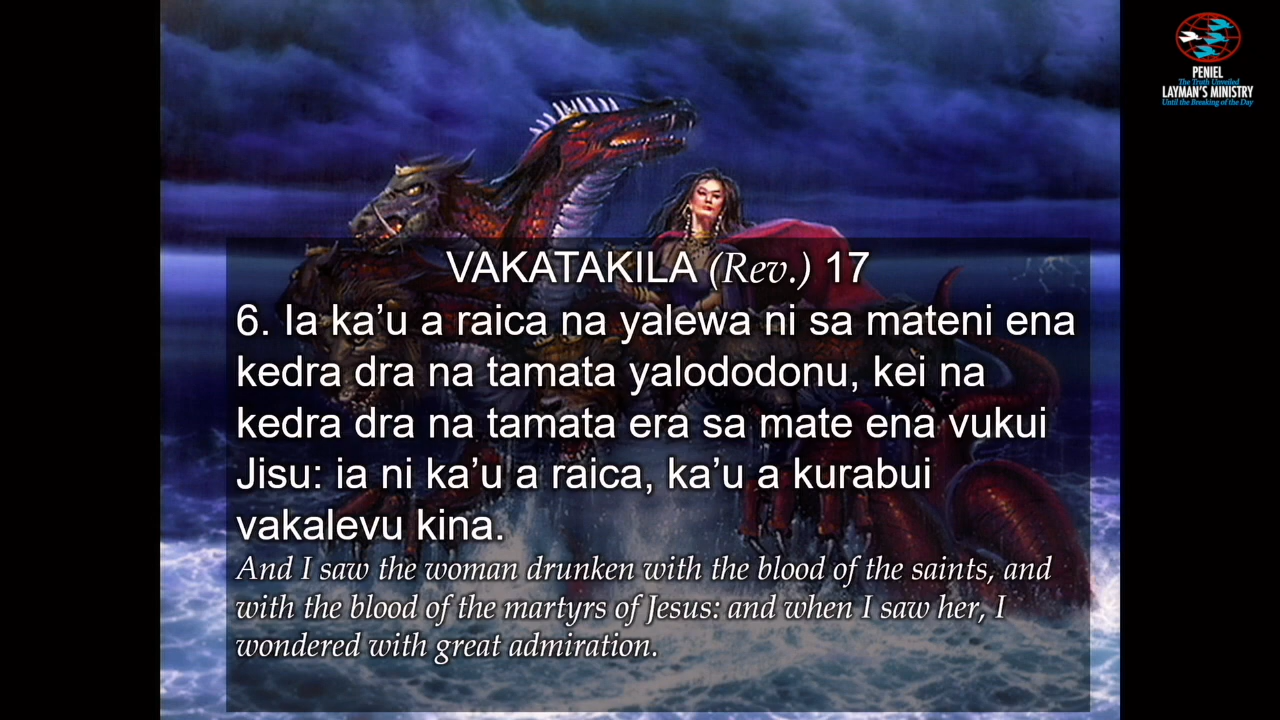 PENIEL
The Truth Unveiled
LAYMAN'S MINISTRY
Until the Breaking of the Day
VAKATAKILA (Rev.) 17
6. Ia ka’u a raica na yalewa ni sa mateni ena
kedra dra na tamata yalododonu, kei na
kedra dra na tamata era sa mate ena vukui
Jisu: ia ni ka’u a raica, ka’u a kurabui
vakalevu kina.
And I saw the woman drunken with the blood of the saints, and
with the blood of the martyrs of Jesus: and when I saw her, I
wondered with great admiration.